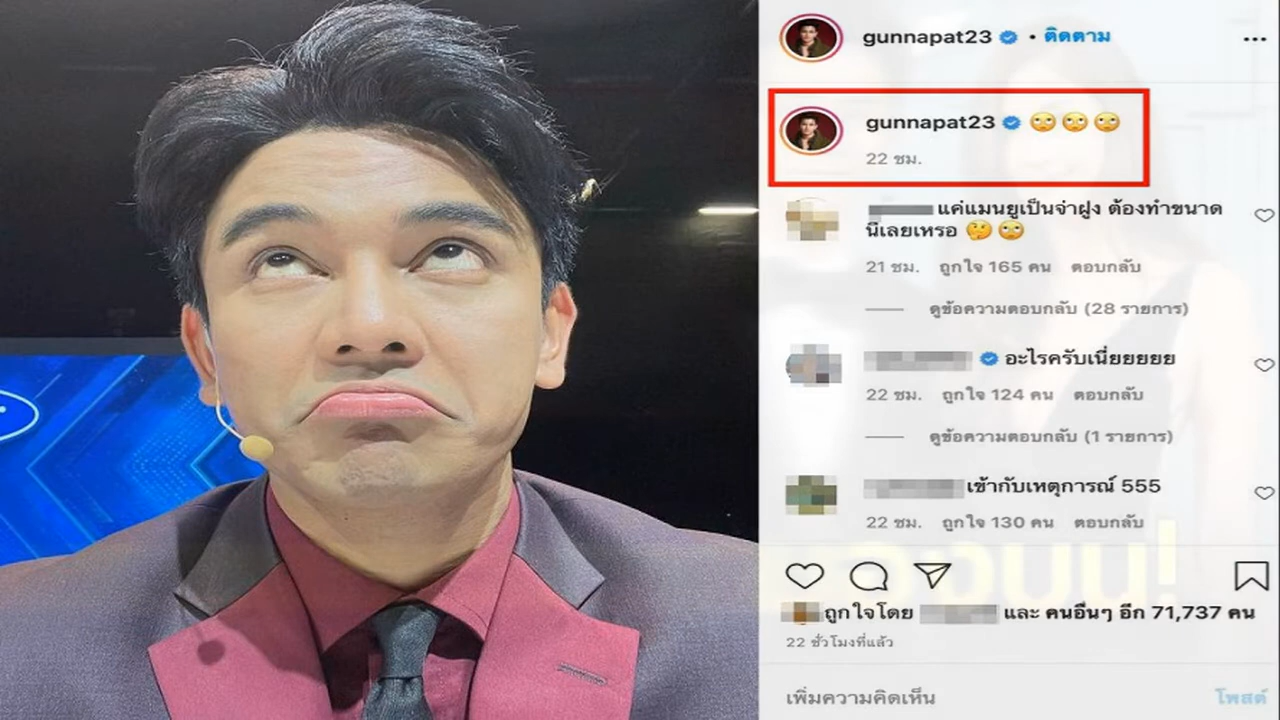 gunnapat23 • ติดตาม
gunnapat23 🙄🙄🙄
22 ชม.
แค่แมนยูเป็นจ่าฝูง ต้องทำขนาด
นี้เลยเหรอ 🤔🙄
21 ชม. ถูกใจ 165 คน ตอบกลับ
ดูข้อความตอบกลับ (28 รายการ)
อะไรครับเนี่ยยยยย
22 ชม. ถูกใจ 124 คน ตอบกลับ
ดูข้อความตอบกลับ (1 รายการ)
เข้ากับเหตุการณ์ 555
22 ชม. ถูกใจ 130 คน ตอบกลับ
ถูกใจโดย และ คนอื่นๆ อีก 71,737 คน
22 ชั่วโมงที่แล้ว
เพิ่มความคิดเห็น โพสต์